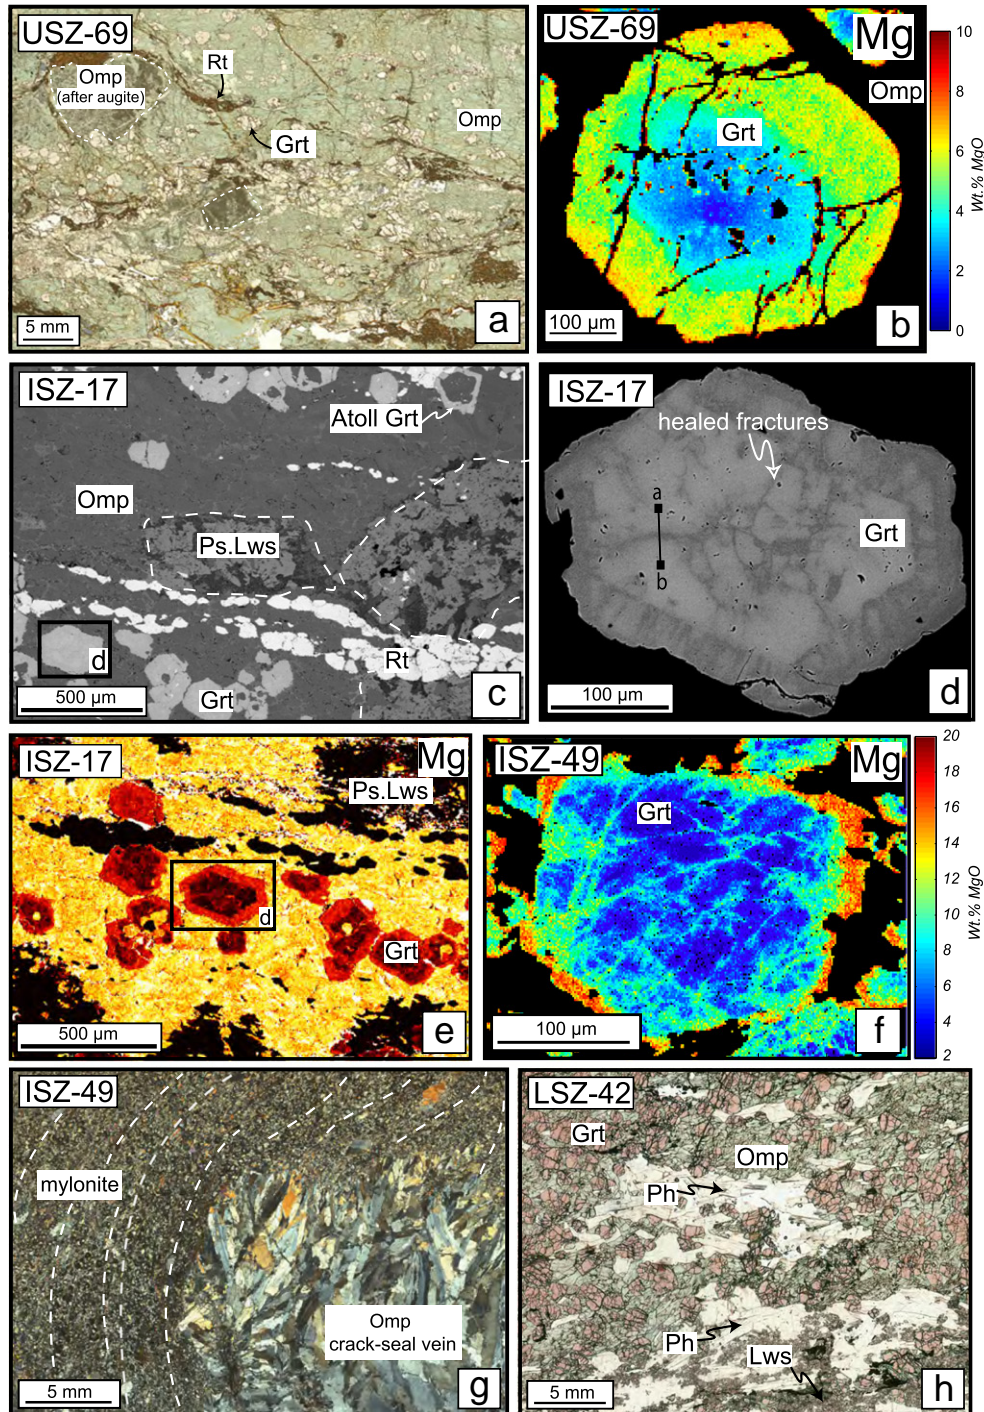 USZ-69
Omp
(after augite)
Rt
Grt
Omp
5 mm
a
USZ-69
Mg
Omp
Grt
100 µm
b
10
8
6
4
2
0
Wt.% MgO
ISZ-17
Atoll Grt
Omp
Ps.Lws
d
Rt
Grt
500 µm
c
ISZ-17
healed fractures
a
b
Grt
100 µm
d
ISZ-17
Mg
Ps.Lws
d
Grt
500 µm
e
ISZ-49
Mg
Grt
100 µm
f
20
18
16
14
12
10
8
6
4
2
Wt.% MgO
ISZ-49
mylonite
Omp
crack-seal vein
5 mm
g
LSZ-42
Grt
Omp
Ph
Ph
Lws
5 mm
h